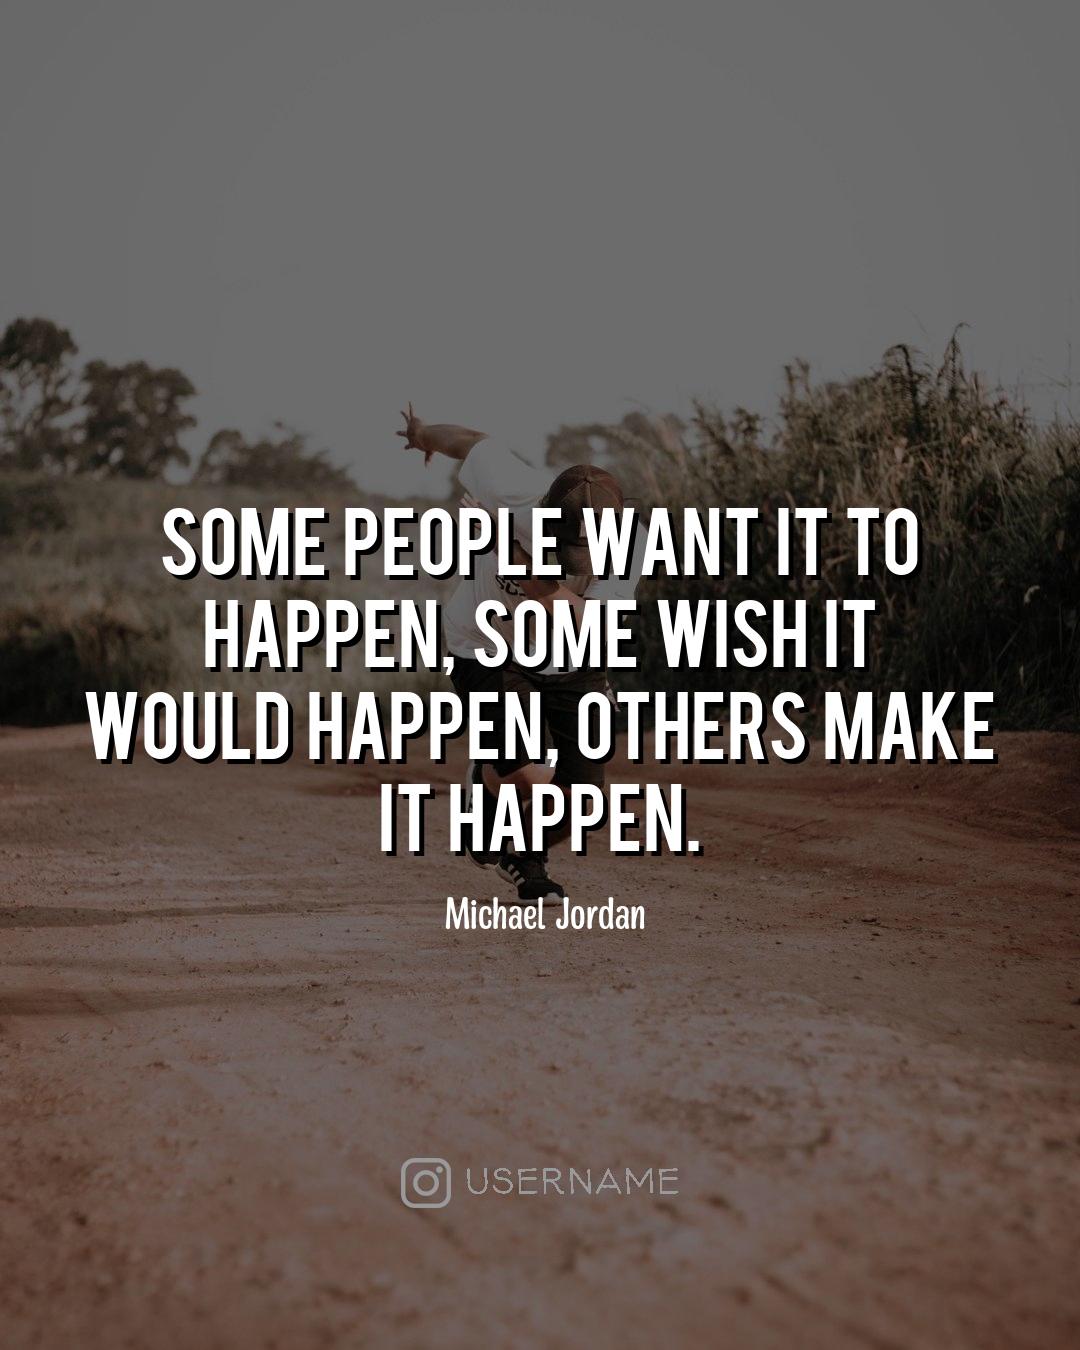 SOME PEOPLE WANT IT TO
HAPPEN, SOME WISH IT
WOULD HAPPEN, OTHERS MAKE
IT HAPPEN.
Michael Jordan
USERNAME